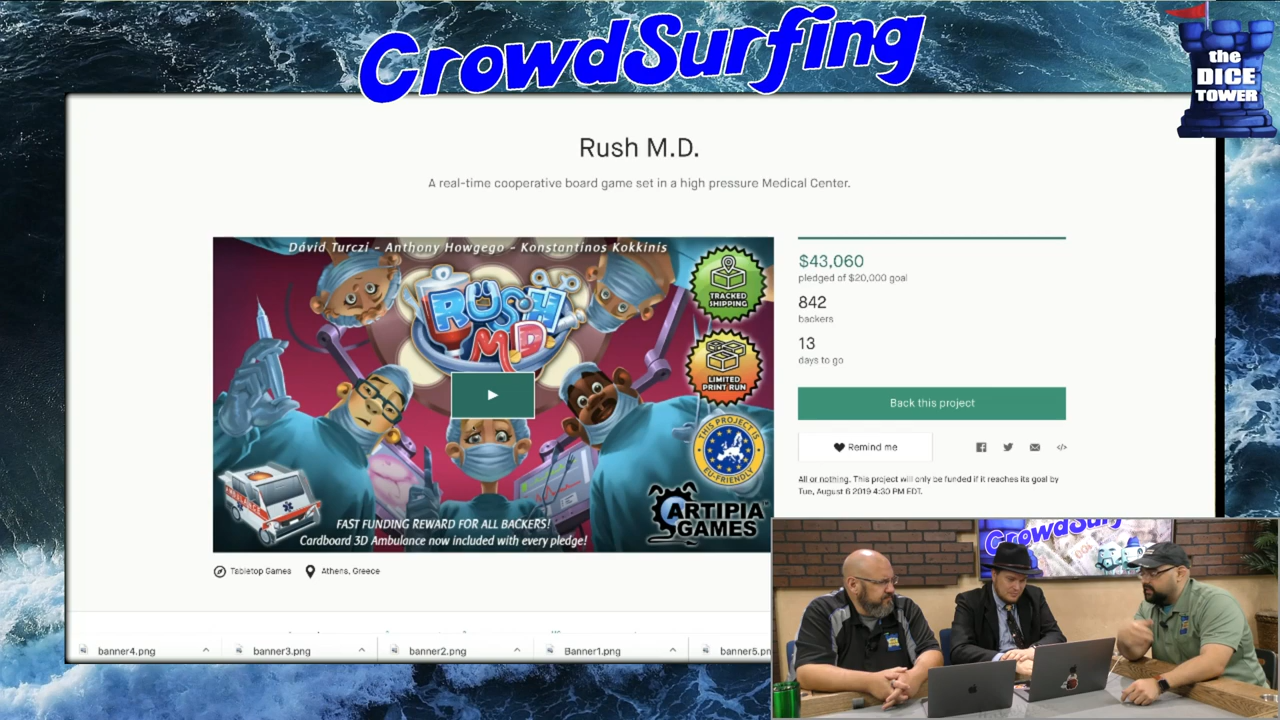 CrowdSurfing
the
DICE
TOWER
Rush M.D.
A real-time cooperative board game set in a high pressure Medical Center.
Dávid Turczi - Anthony Howgego - Konstantinos Kokkinis
RUSH
MD
TRACKED
SHIPPING
LIMITED
PRINT RUN
THIS PROJECT IS
EU-FRIENDLY
AMBULANCE
ARTIPIA
GAMES
FAST FUNDING REWARD FOR ALL BACKERS!
Cardboard 3D Ambulance now included with every pledge!
$43,060
pledged of $20,000 goal
842
backers
13
days to go
Back this project
Remind me
All or nothing. This project will only be funded if it reaches its goal by
Tue, August 6 2019 4:30 PM EDT.
Tabletop Games
Athens, Greece
banner4.png
banner3.png
banner2.png
Banner1.png
banner5.pn
CrowdSurfing